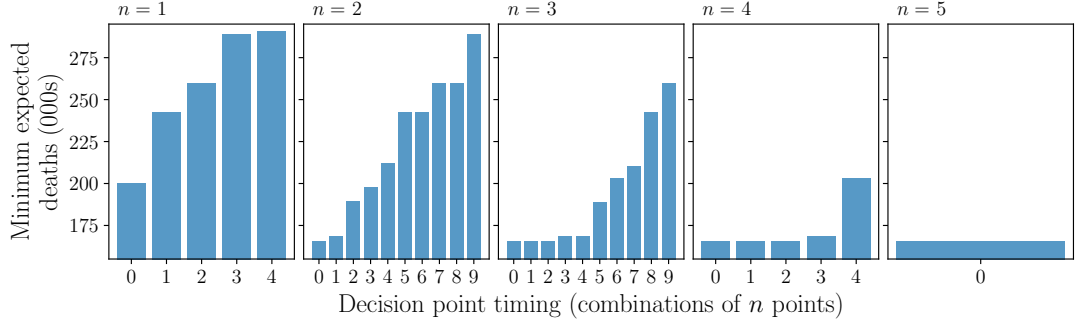 n = 1
n = 2
n = 3
n = 4
n = 5
Minimum expected
deaths (000s)
275
250
225
200
175
0 1 2 3 4
0 1 2 3 4 5 6 7 8 9
0 1 2 3 4 5 6 7 8 9
0 1 2 3 4
0
Decision point timing (combinations of n points)